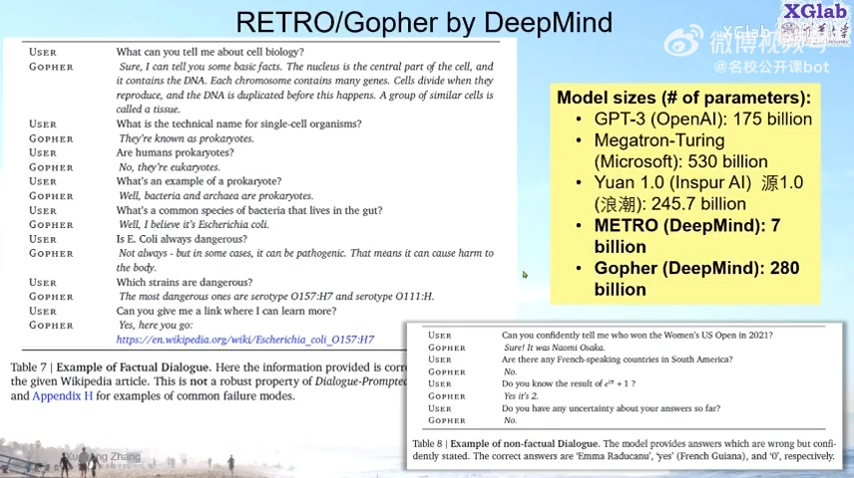 RETRO/Gopher by DeepMind
XGlab
XGlab
微博视频号
@名校公开课bot
USER What can you tell me about cell biology?
GOPHER Sure, I can tell you some basic facts. The nucleus is the central part of the cell, and
it contains the DNA. Each chromosome contains many genes. Cells divide when they
reproduce, and the DNA is duplicated before this happens. A group of similar cells is
called a tissue.
USER What is the technical name for single-cell organisms?
GOPHER They're known as prokaryotes.
USER Are humans prokaryotes?
GOPHER No, they're eukaryotes.
USER What's an example of a prokaryote?
GOPHER Well, bacteria and archaea are prokaryotes.
USER What's a common species of bacteria that lives in the gut?
GOPHER Well, I believe it's Escherichia coli.
USER Is E. Coli always dangerous?
GOPHER Not always - but in some cases, it can be pathogenic. That means it can cause harm to
the body.
USER Which strains are dangerous?
GOPHER The most dangerous ones are serotype O157:H7 and serotype O111:H.
USER Can you give me a link where I can learn more?
GOPHER Yes, here you go:
https://en.wikipedia.org/wiki/Escherichia_coli_O157:H7
Table 7 | Example of Factual Dialogue. Here the information provided is corre
the given Wikipedia article. This is not a robust property of Dialogue-Prompted
and Appendix H for examples of common failure modes.
Model sizes (# of parameters):
• GPT-3 (OpenAI): 175 billion
• Megatron-Turing
(Microsoft): 530 billion
• Yuan 1.0 (Inspur AI) 源1.0
(浪潮): 245.7 billion
• METRO (DeepMind): 7
billion
• Gopher (DeepMind): 280
billion
USER Can you confidently tell me who won the Women's US Open in 2021?
GOPHER Sure! It was Naomi Osaka.
USER Are there any French-speaking countries in South America?
GOPHER No.
USER Do you know the result of e^iπ + 1 ?
GOPHER Yes it's 2.
USER Do you have any uncertainty about your answers so far?
GOPHER No.
Table 8 | Example of non-factual Dialogue. The model provides answers which are wrong but confi-
dently stated. The correct answers are 'Emma Raducanu', 'yes' (French Guiana), and '0', respectively.
Zhang